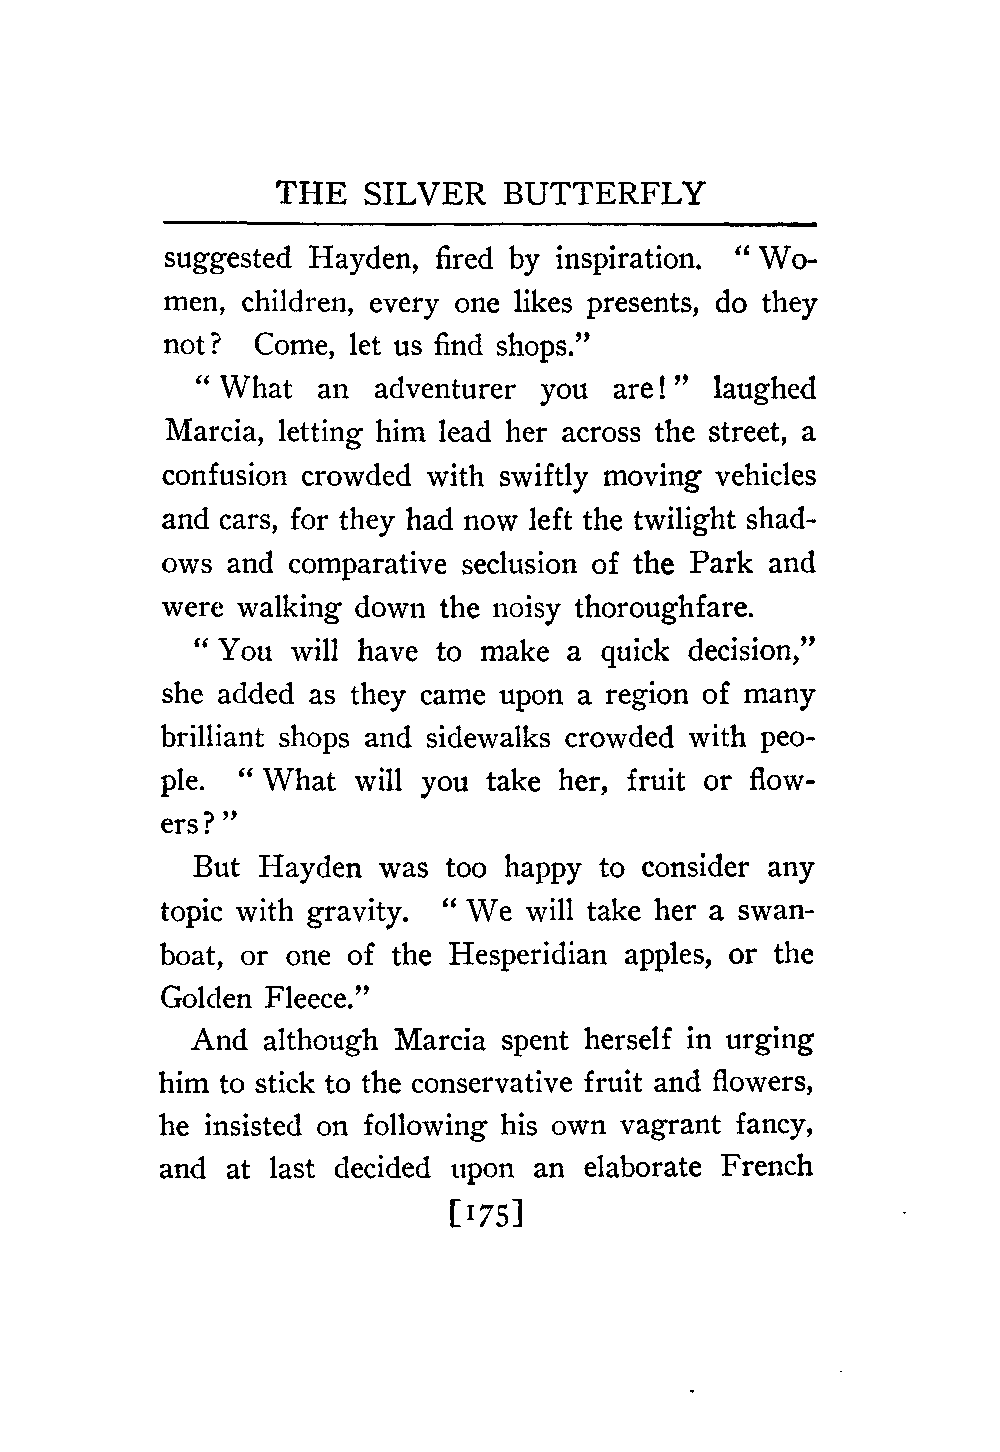 THE SILVER BUTTERFLY
suggested Hayden, fired by inspiration. “ Wo-
men, children, every one likes presents, do they
not? Come, let us find shops.”
“ What an adventurer you are! ” laughed
Marcia, letting him lead her across the street, a
confusion crowded with swiftly moving vehicles
and cars, for they had now left the twilight shad-
ows and comparative seclusion of the Park and
were walking down the noisy thoroughfare.
“ You will have to make a quick decision,”
she added as they came upon a region of many
brilliant shops and sidewalks crowded with peo-
ple. “ What will you take her, fruit or flow-
ers? ”
But Hayden was too happy to consider any
topic with gravity. “ We will take her a swan-
boat, or one of the Hesperidian apples, or the
Golden Fleece.”
And although Marcia spent herself in urging
him to stick to the conservative fruit and flowers,
he insisted on following his own vagrant fancy,
and at last decided upon an elaborate French
[175]